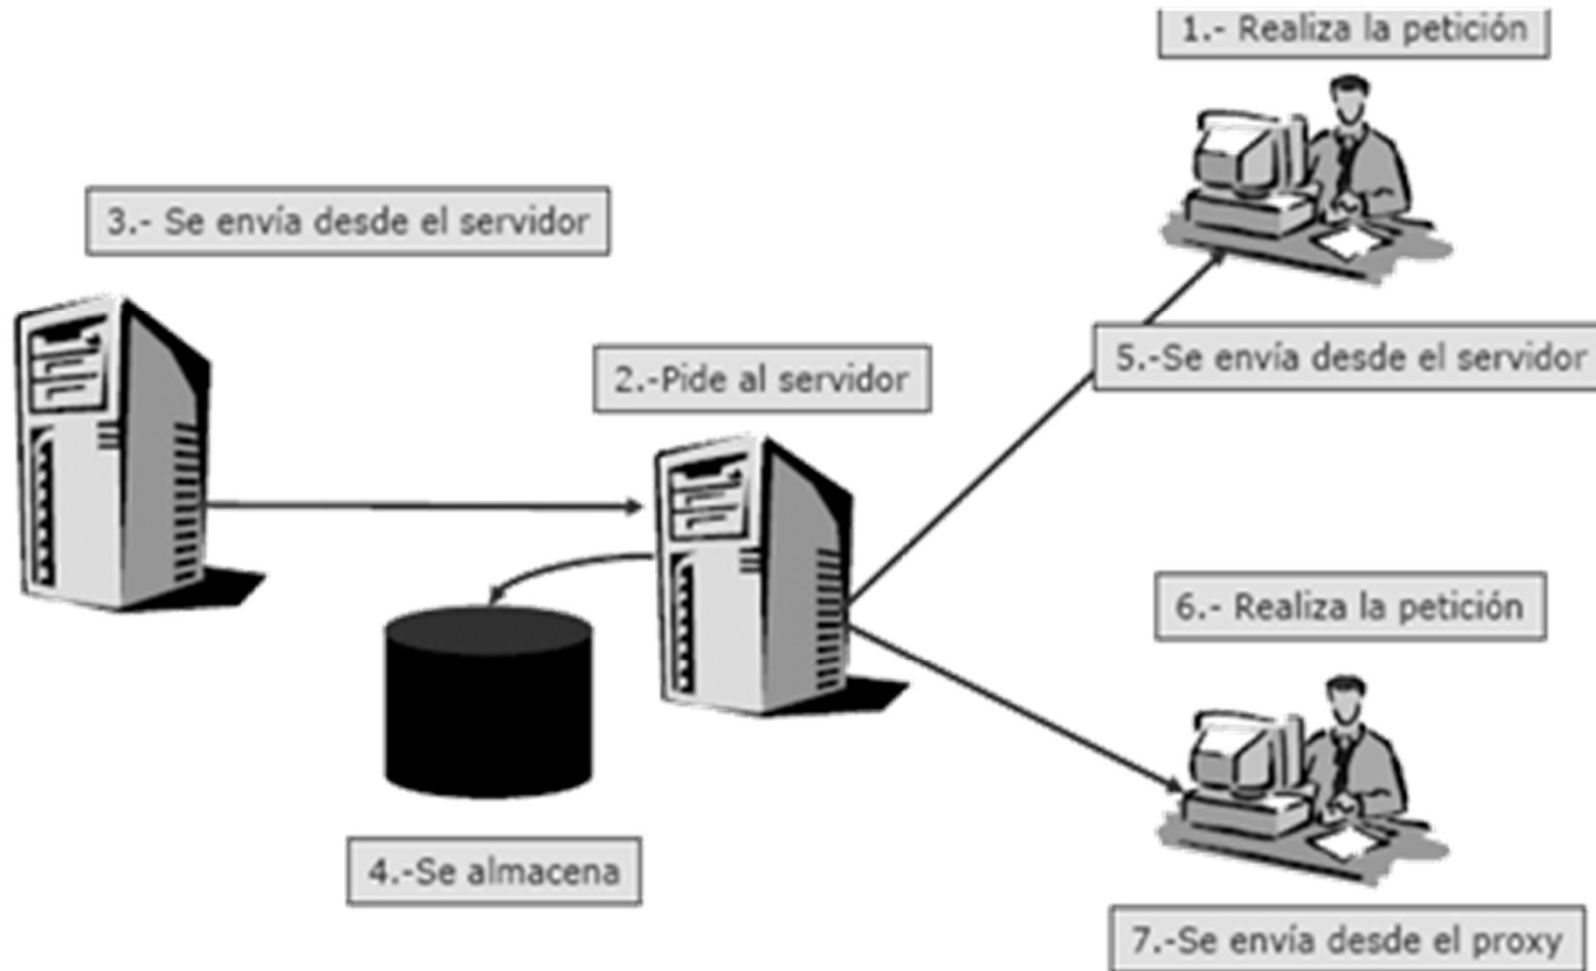 1.- Realiza la petición
3.- Se envía desde el servidor
2.-Pide al servidor
5.-Se envía desde el servidor
6.- Realiza la petición
4.-Se almacena
7.-Se envía desde el proxy